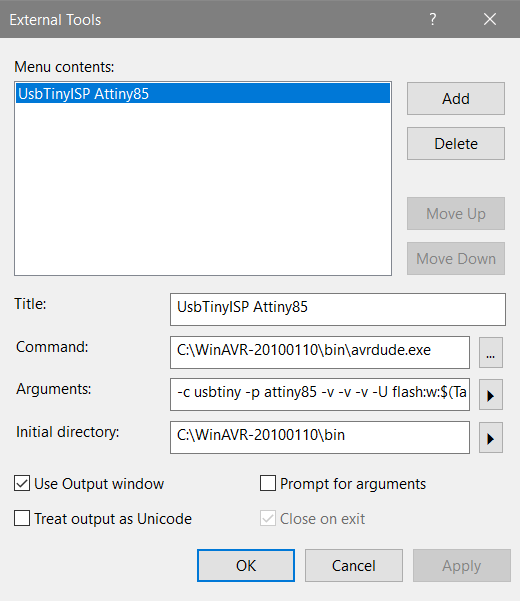 External Tools
Menu contents:
UsbTinyISP Attiny85
Add
Delete
Move Up
Move Down
Title:
UsbTinyISP Attiny85
Command:
C:\WinAVR-20100110\bin\avrdude.exe
...
Arguments:
-c usbtiny -p attiny85 -v -v -v -U flash:w:$(Ta
Initial directory:
C:\WinAVR-20100110\bin
Use Output window
Prompt for arguments
Treat output as Unicode
Close on exit
OK
Cancel
Apply